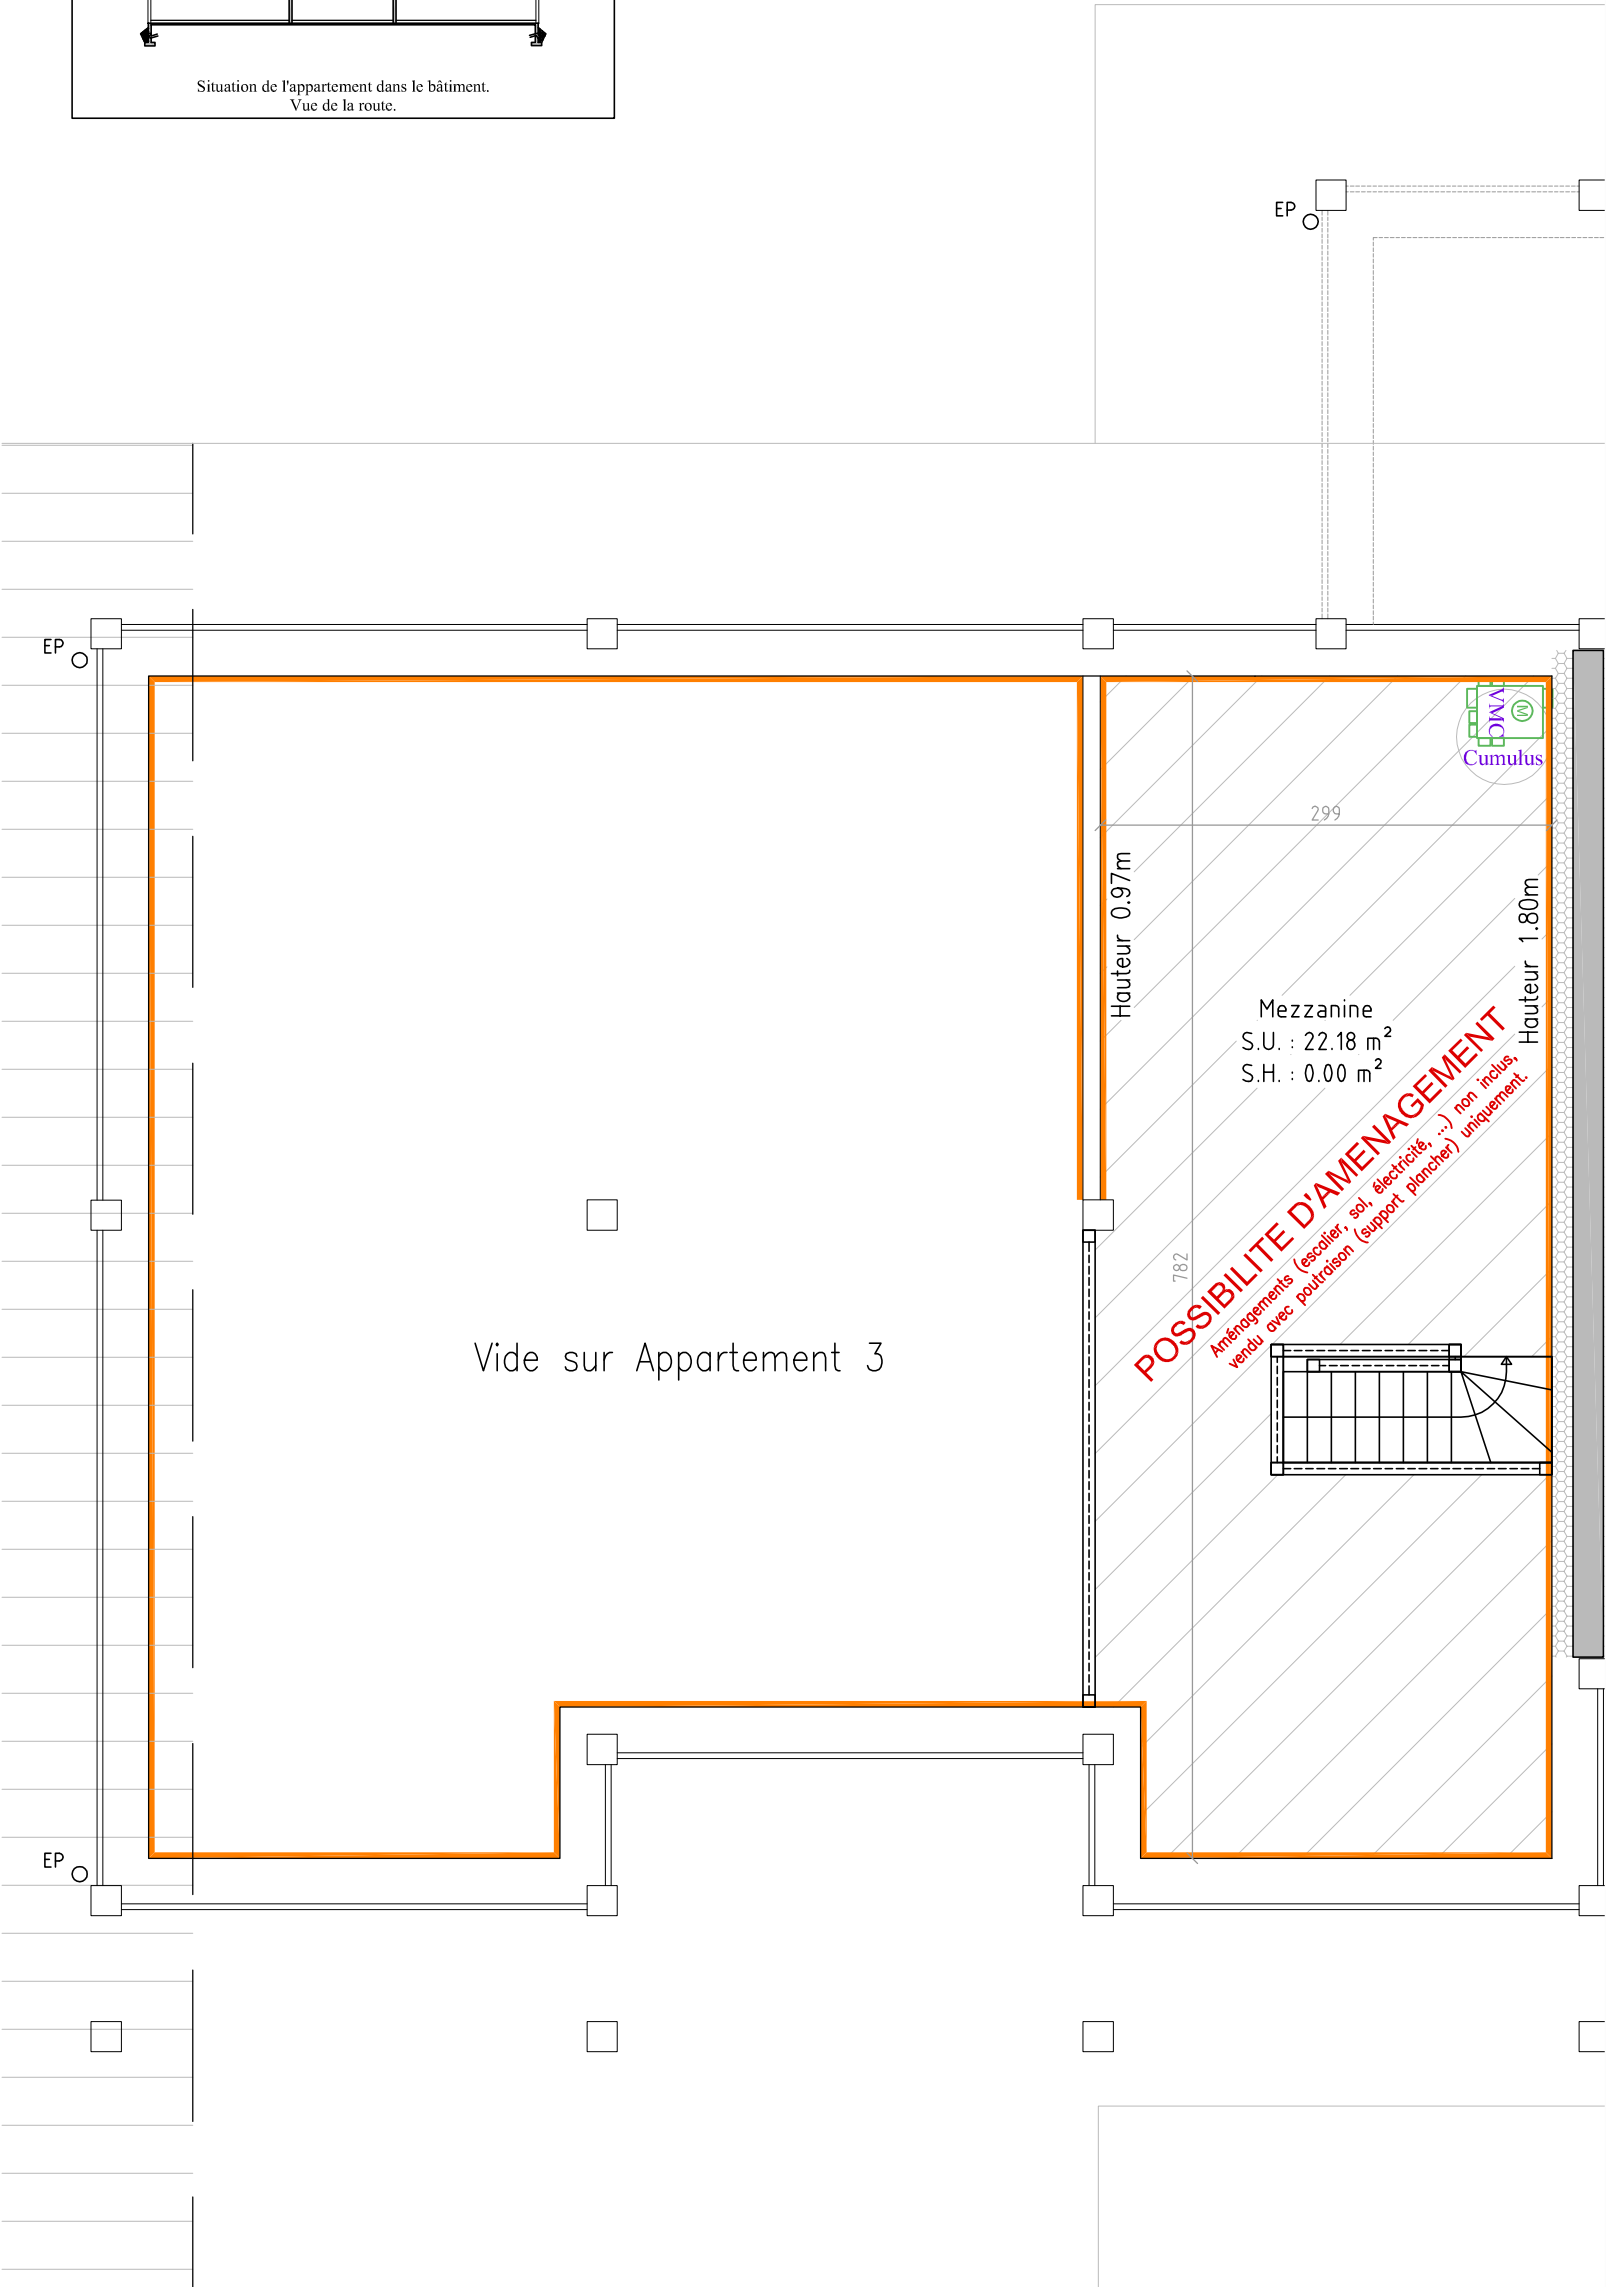 Situation de l'appartement dans le bâtiment.
Vue de la route.
EP
EP
VMC
M
Cumulus
299
Hauteur 0.97m
Hauteur 1.80m
Mezzanine
S.U. : 22.18 m²
S.H. : 0.00 m²
POSSIBILITE D'AMENAGEMENT
Aménagements (escalier, sol, électricité, ...) non inclus,
vendu avec poutraison (support plancher) uniquement.
782
Vide sur Appartement 3
EP